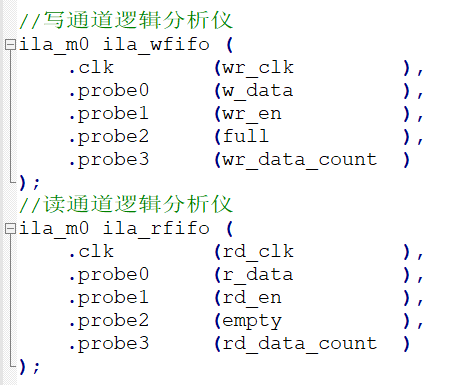 //写通道逻辑分析仪
ila_m0 ila_wfifo (
    .clk        (wr_clk         ),
    .probe0     (w_data         ),
    .probe1     (wr_en          ),
    .probe2     (full           ),
    .probe3     (wr_data_count  )
);
//读通道逻辑分析仪
ila_m0 ila_rfifo (
    .clk        (rd_clk         ),
    .probe0     (r_data         ),
    .probe1     (rd_en          ),
    .probe2     (empty          ),
    .probe3     (rd_data_count  )
);